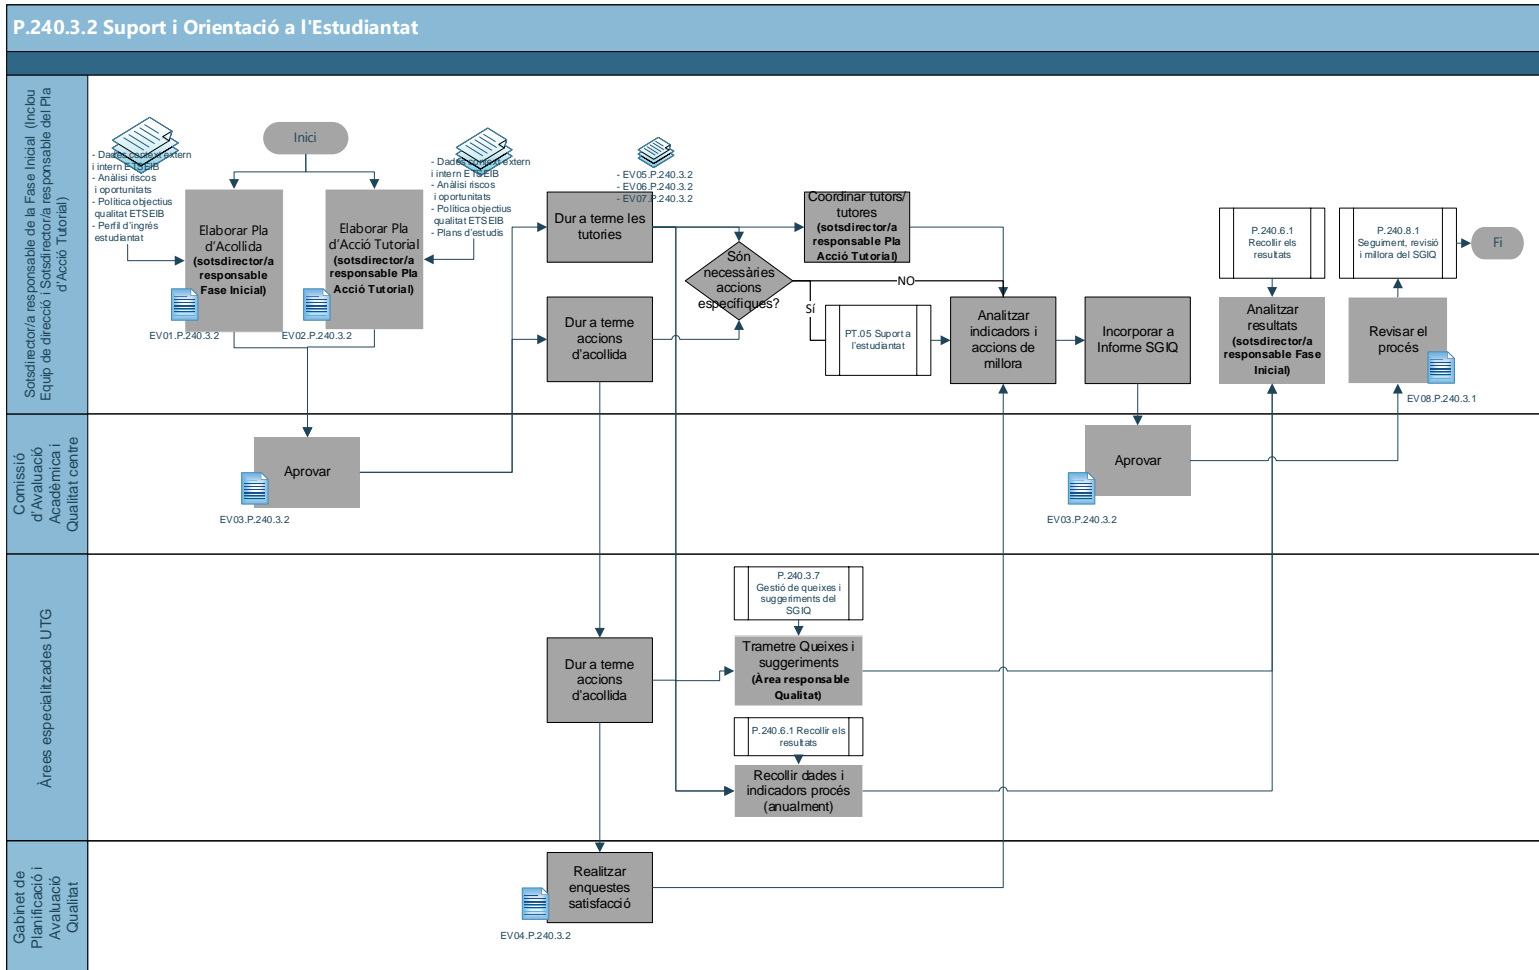 P.240.3.2 Suport i Orientació a l'Estudiantat
Sotsdirector/a responsable de la Fase Inicial (Inclou
Equip de direcció i Sotsdirector/a responsable del Pla
d'Acció Tutorial)
- Dades context extern
i intern ETSEIB
- Anàlisi riscos
i oportunitats
- Política objectius
qualitat ETSEIB
- Perfil d'ingrés
estudiantat
Inici
- Dades context extern
i intern ETSEIB
- Anàlisi riscos
i oportunitats
- Política objectius
qualitat ETSEIB
- Plans d'estudis
Elaborar Pla
d'Acollida
(sotsdirector/a
responsable
Fase Inicial)
EV01.P.240.3.2
Elaborar Pla
d'Acció Tutorial
(sotsdirector/a
responsable Pla
Acció Tutorial)
EV02.P.240.3.2
- EV05.P.240.3.2
- EV06.P.240.3.2
- EV07.P.240.3.2
Dur a terme les
tutories
Dur a terme
accions
d'acollida
Són
necessàries
accions
específiques?
NO
Sí
Coordinar tutors/
tutores
(sotsdirector/a
responsable Pla
Acció Tutorial)
PT.05 Suport a
l'estudiantat
Analitzar
indicadors i
accions de
millora
Incorporar a
Informe SGIQ
P.240.6.1
Recollir els
resultats
Analitzar
resultats
(sotsdirector/a
responsable Fase
Inicial)
P.240.8.1
Seguiment, revisió
i millora del SGIQ
Revisar el
procés
EV08.P.240.3.1
Fi
Comissió
d'Avaluació
Acadèmica i
Qualitat centre
Aprovar
EV03.P.240.3.2
Aprovar
EV03.P.240.3.2
Àrees especialitzades UTG
Dur a terme
accions
d'acollida
P.240.3.7
Gestió de queixes i
suggeriments del
SGIQ
Trametre Queixes i
suggeriments
(Àrea responsable
Qualitat)
P.240.6.1 Recollir els
resultats
Recollir dades i
indicadors procés
(anualment)
Gabinet de
Planificació i
Avaluació
Qualitat
Realitzar
enquestes
satisfacció
EV04.P.240.3.2